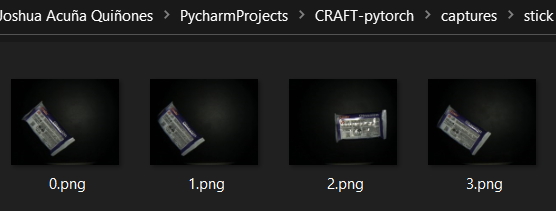 Joshua Acuña Quiñones > PycharmProjects > CRAFT-pytorch > captures > stick
0.png
1.png
2.png
3.png